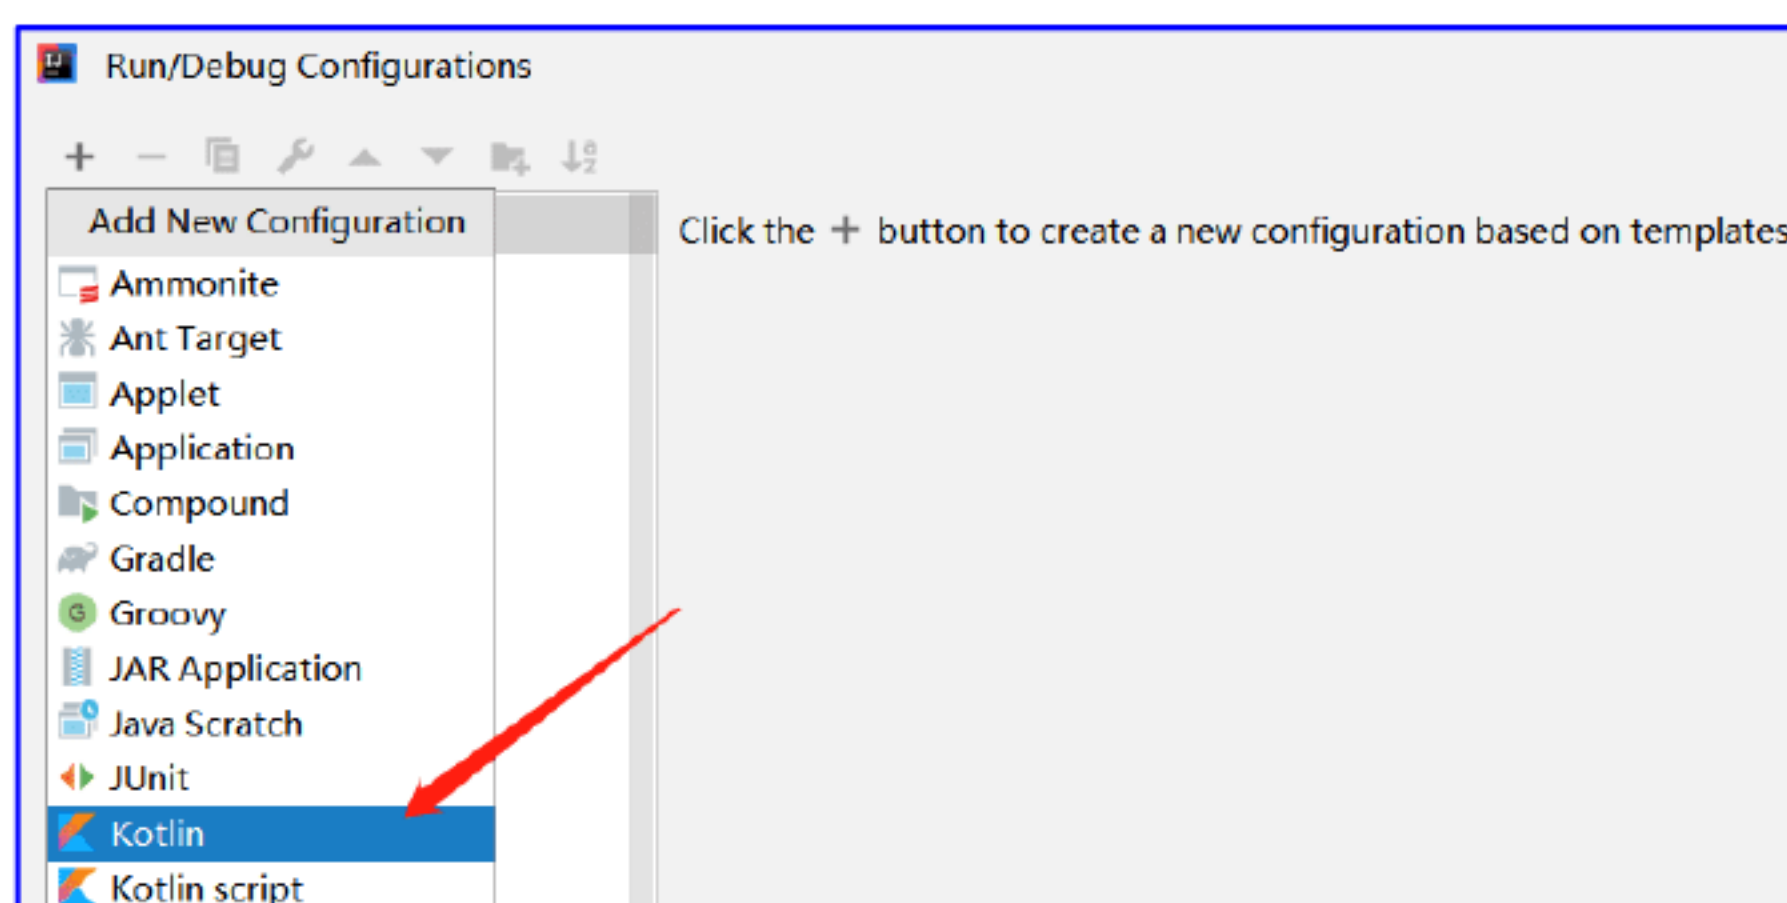 Run/Debug Configurations
Add New Configuration
Click the + button to create a new configuration based on templates
Ammonite
Ant Target
Applet
Application
Compound
Gradle
Groovy
JAR Application
Java Scratch
JUnit
Kotlin
Kotlin script